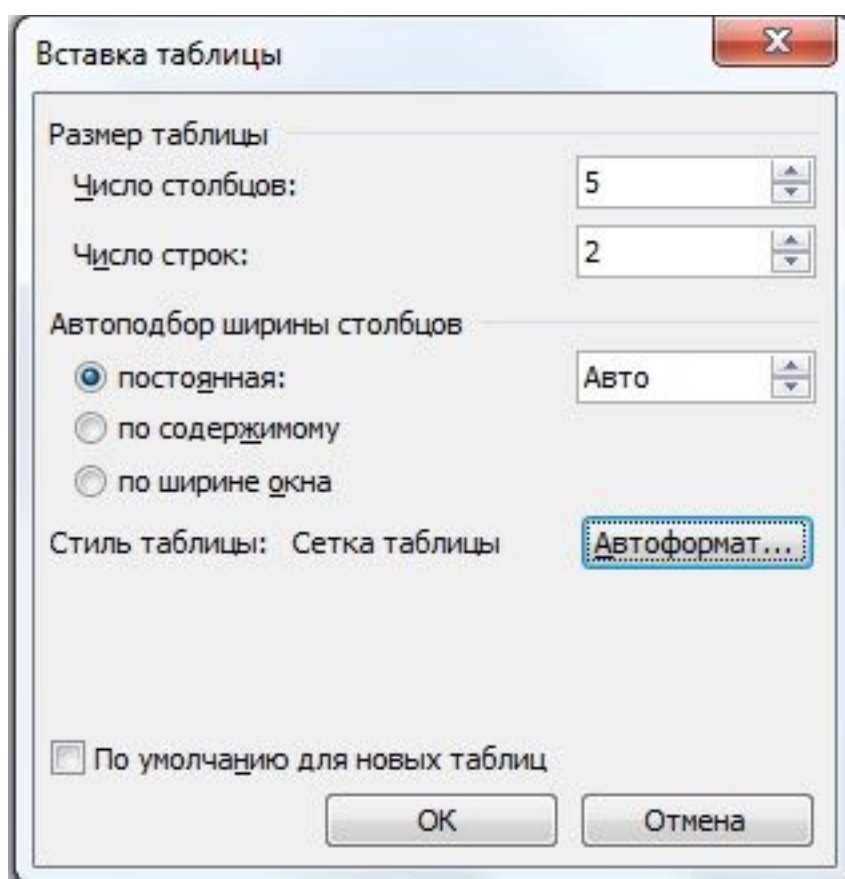 Вставка таблицы
Размер таблицы
Число столбцов: 5
Число строк: 2
Автоподбор ширины столбцов
постоянная: Авто
по содержимому
по ширине окна
Стиль таблицы: Сетка таблицы Автоформат...
По умолчанию для новых таблиц
ОК Отмена